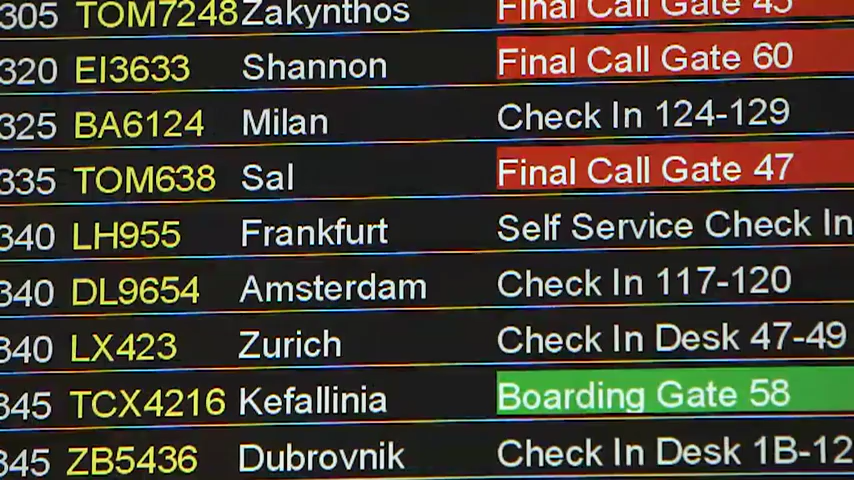 305 TOM7248 Zakynthos Final Call Gate 45
320 EI3633 Shannon Final Call Gate 60
325 BA6124 Milan Check In 124-129
335 TOM638 Sal Final Call Gate 47
340 LH955 Frankfurt Self Service Check In
340 DL9654 Amsterdam Check In 117-120
340 LX423 Zurich Check In Desk 47-49
345 TCX4216 Kefallinia Boarding Gate 58
345 ZB5436 Dubrovnik Check In Desk 1B-12